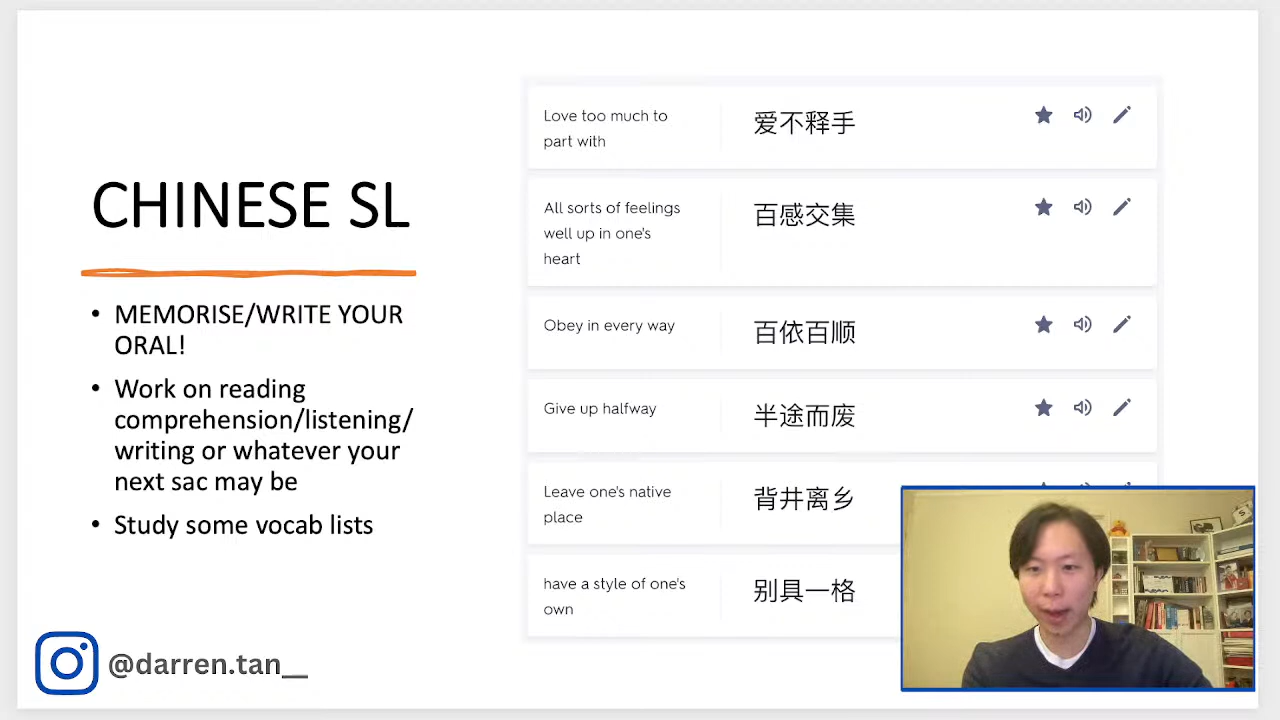 CHINESE SL
• MEMORISE/WRITE YOUR
ORAL!
• Work on reading
comprehension/listening/
writing or whatever your
next sac may be
• Study some vocab lists
Love too much to
part with
爱不释手
All sorts of feelings
well up in one's
heart
百感交集
Obey in every way
百依百顺
Give up halfway
半途而废
Leave one's native
place
背井离乡
have a style of one's
own
别具一格
@darren.tan__